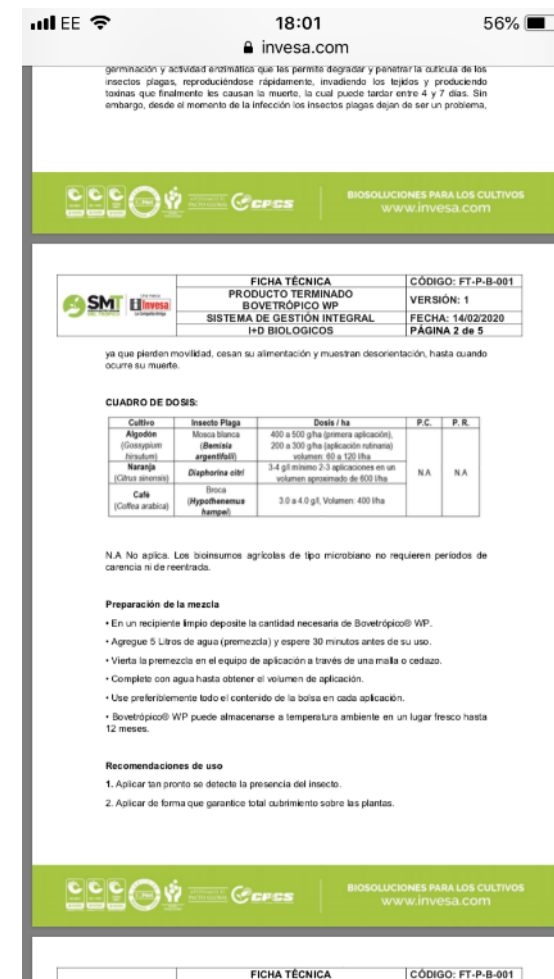 EE 18:01 56%
invesa.com
germinación y actividad enzimática que les permite degradar y penetrar la cutícula de los
insectos plagas, reproduciéndose rápidamente, invadiendo los tejidos y produciendo
toxinas que finalmente les causan la muerte, la cual puede tardar entre 4 y 7 días. Sin
embargo, desde el momento de la infección los insectos plagas dejan de ser un problema,
CFCS
BIOSOLUCIONES PARA LOS CULTIVOS
www.invesa.com
SMT Invesa
FICHA TÉCNICA CÓDIGO: FT-P-B-001
PRODUCTO TERMINADO
BOVETRÓPICO WP VERSIÓN: 1
SISTEMA DE GESTIÓN INTEGRAL FECHA: 14/02/2020
I+D BIOLOGICOS PÁGINA 2 de 5
ya que pierden movilidad, cesan su alimentación y muestran desorientación, hasta cuando
ocurre su muerte.
CUADRO DE DOSIS:
Cultivo Insecto Plaga Dosis / ha P.C. P. R.
Algodón Mosca blanca 400 a 500 g/ha (primera aplicación),
(Gossypium (Bemisia 200 a 300 g/ha (aplicación rutinaria)
hirsutum) argentifolii) volumen: 60 a 120 l/ha
Naranja Diaphorina citri 3-4 g/l mínimo 2-3 aplicaciones en un
(Citrus sinensis) volumen aproximado de 600 l/ha
N.A N.A
Café Broca 3.0 a 4.0 g/l, Volumen: 400 l/ha
(Coffea arabica) (Hypothenemus
hampei)
N.A No aplica. Los bioinsumos agrícolas de tipo microbiano no requieren períodos de
carencia ni de reentrada.
Preparación de la mezcla
• En un recipiente limpio deposite la cantidad necesaria de Bovetrópico® WP.
• Agregue 5 Litros de agua (premezcla) y espere 30 minutos antes de su uso.
• Vierta la premezcla en el equipo de aplicación a través de una malla o cedazo.
• Complete con agua hasta obtener el volumen de aplicación.
• Use preferiblemente todo el contenido de la bolsa en cada aplicación.
• Bovetrópico® WP puede almacenarse a temperatura ambiente en un lugar fresco hasta
12 meses.
Recomendaciones de uso
1. Aplicar tan pronto se detecte la presencia del insecto.
2. Aplicar de forma que garantice total cubrimiento sobre las plantas.
CFCS
BIOSOLUCIONES PARA LOS CULTIVOS
www.invesa.com
FICHA TÉCNICA CÓDIGO: FT-P-B-001